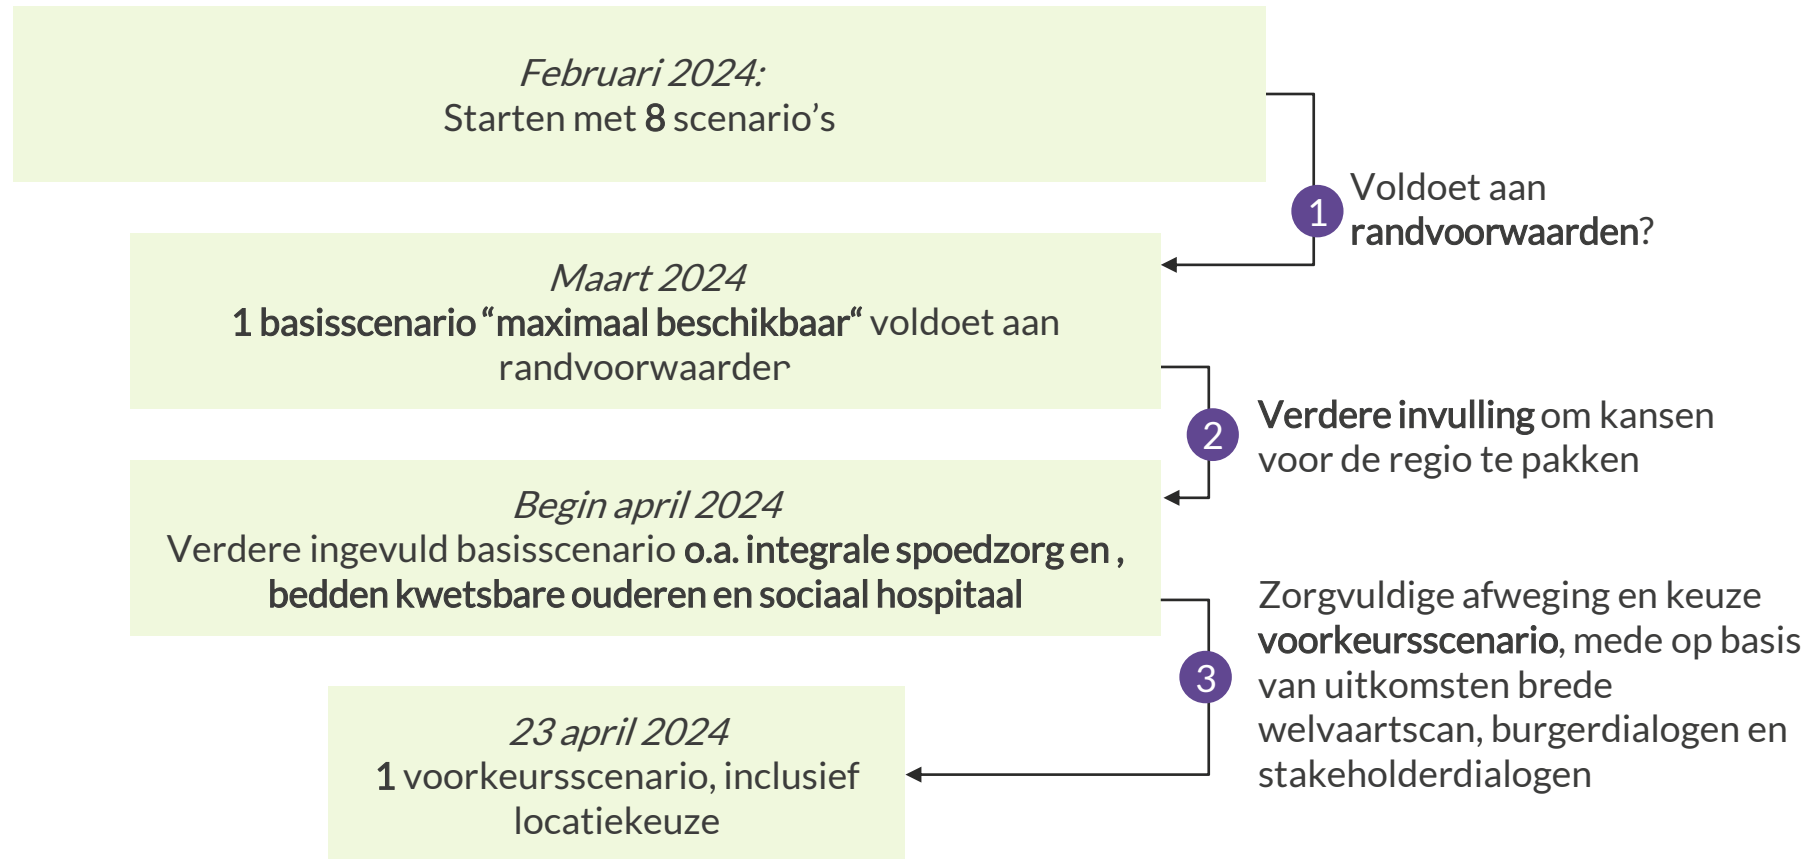 Februari 2024:
Starten met 8 scenario’s
1
Voldoet aan
randvoorwaarden?
Maart 2024
1 basisscenario “maximaal beschikbaar“ voldoet aan
randvoorwaarden
2
Verdere invulling om kansen
voor de regio te pakken
Begin april 2024
Verdere ingevuld basisscenario o.a. integrale spoedzorg en ,
bedden kwetsbare ouderen en sociaal hospitaal
3
Zorgvuldige afweging en keuze
voorkeursscenario, mede op basis
van uitkomsten brede
welvaartscan, burgerdialogen en
stakeholderdialogen
23 april 2024
1 voorkeursscenario, inclusief
locatiekeuze